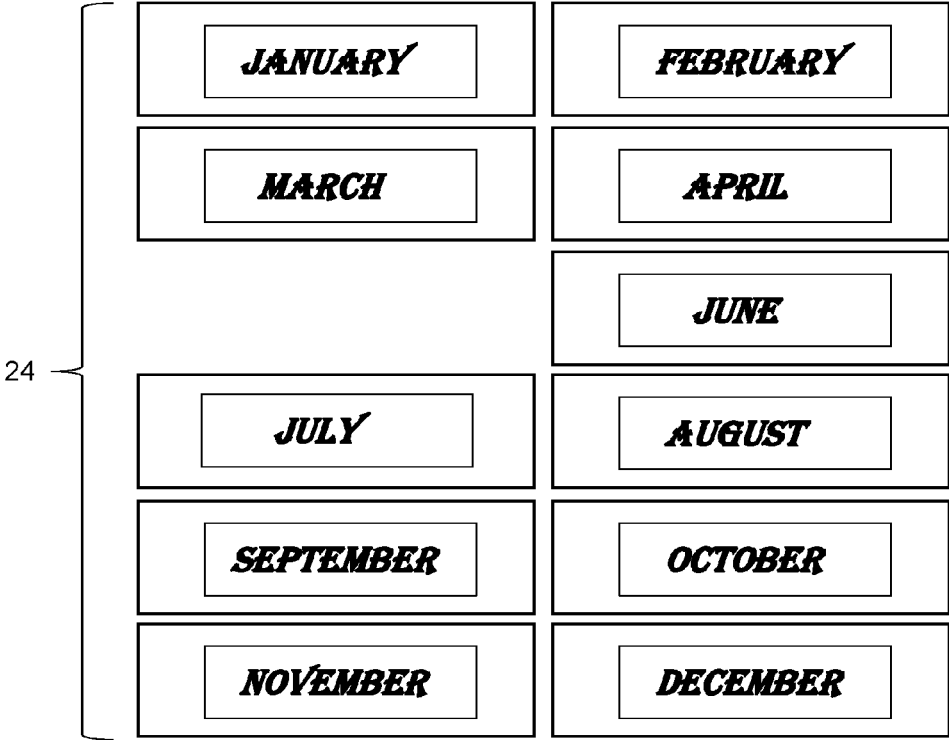 JANUARY FEBRUARY
MARCH APRIL
JUNE
24
JULY AUGUST
SEPTEMBER OCTOBER
NOVEMBER DECEMBER